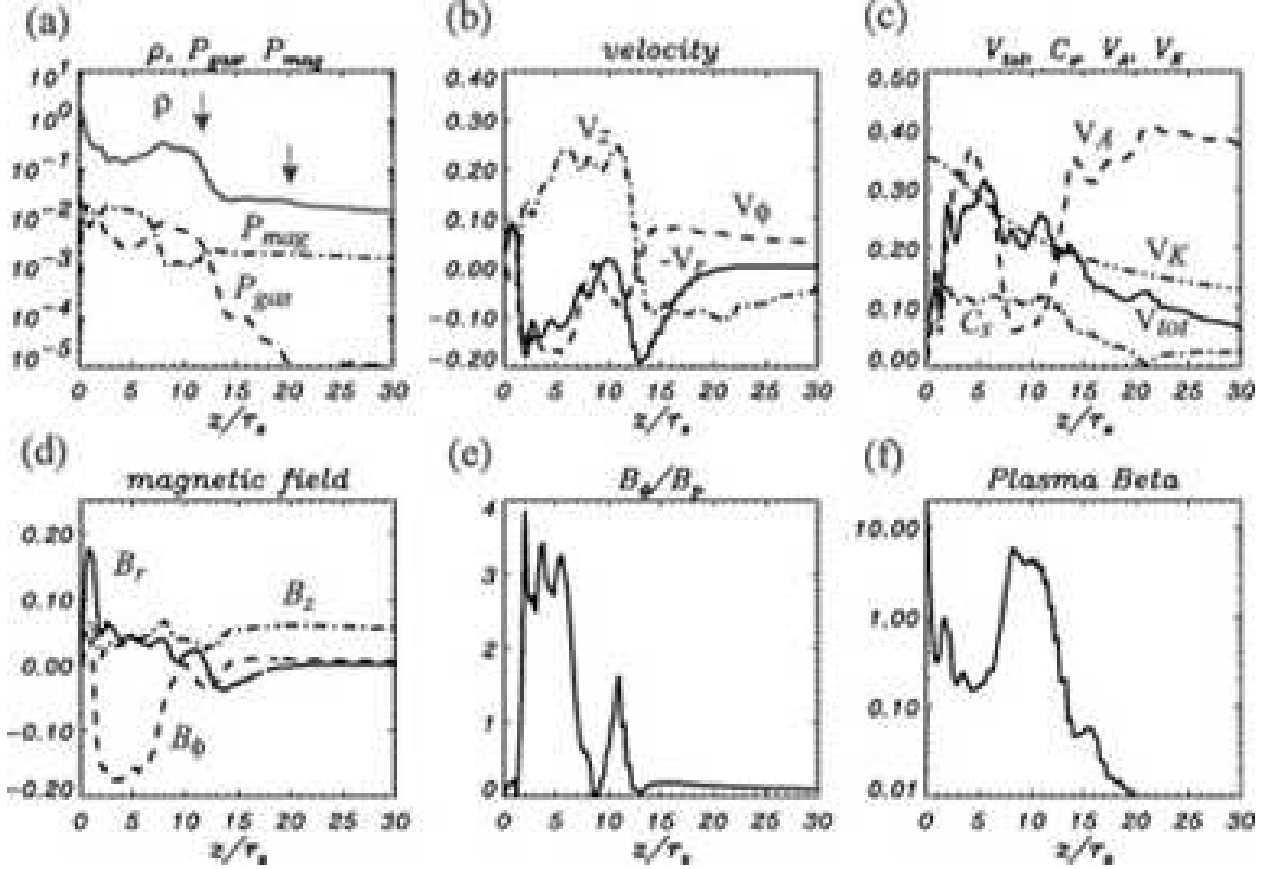 (a)
ρ, P_gas, P_mag
10^1
10^0
10^-1
10^-2
10^-3
10^-4
10^-5
ρ
P_mag
P_gas
0 5 10 15 20 25 30
z/r_s
(b)
velocity
0.40
0.30
0.20
0.10
0.00
-0.10
-0.20
V_z
V_ϕ
-V_r
0 5 10 15 20 25 30
z/r_s
(c)
V_tot, C_s, V_A, V_K
0.50
0.40
0.30
0.20
0.10
0.00
V_A
V_K
C_s
V_tot
0 5 10 15 20 25 30
z/r_s
(d)
magnetic field
0.20
0.10
0.00
-0.10
-0.20
B_r
B_z
B_ϕ
0 5 10 15 20 25 30
z/r_s
(e)
B_ϕ/B_p
4
3
2
1
0
0 5 10 15 20 25 30
z/r_s
(f)
Plasma Beta
10.00
1.00
0.10
0.01
0 5 10 15 20 25 30
z/r_s